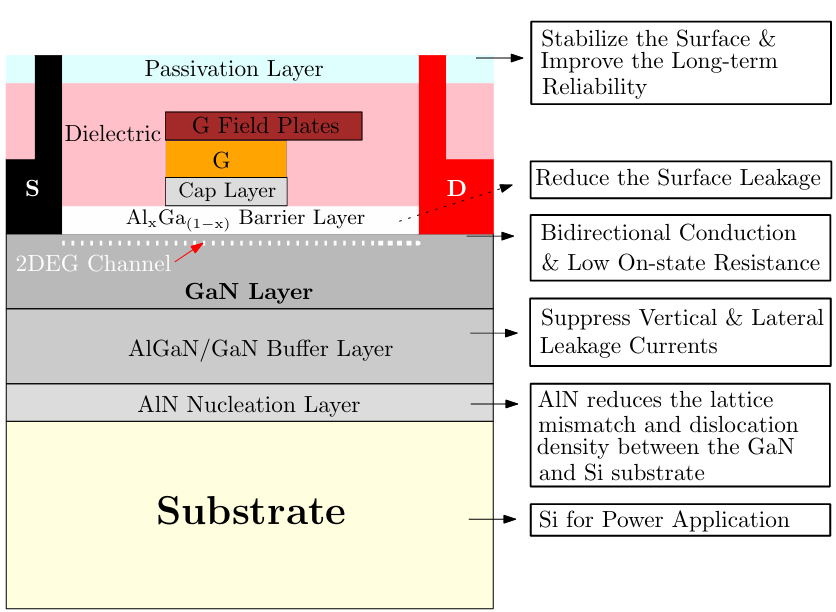 Passivation Layer
Dielectric
G Field Plates
G
Cap Layer
S
D
Al_xGa_(1−x) Barrier Layer
2DEG Channel
GaN Layer
AlGaN/GaN Buffer Layer
AlN Nucleation Layer
Substrate
Stabilize the Surface &
Improve the Long-term
Reliability
Reduce the Surface Leakage
Bidirectional Conduction
& Low On-state Resistance
Suppress Vertical & Lateral
Leakage Currents
AlN reduces the lattice
mismatch and dislocation
density between the GaN
and Si substrate
Si for Power Application